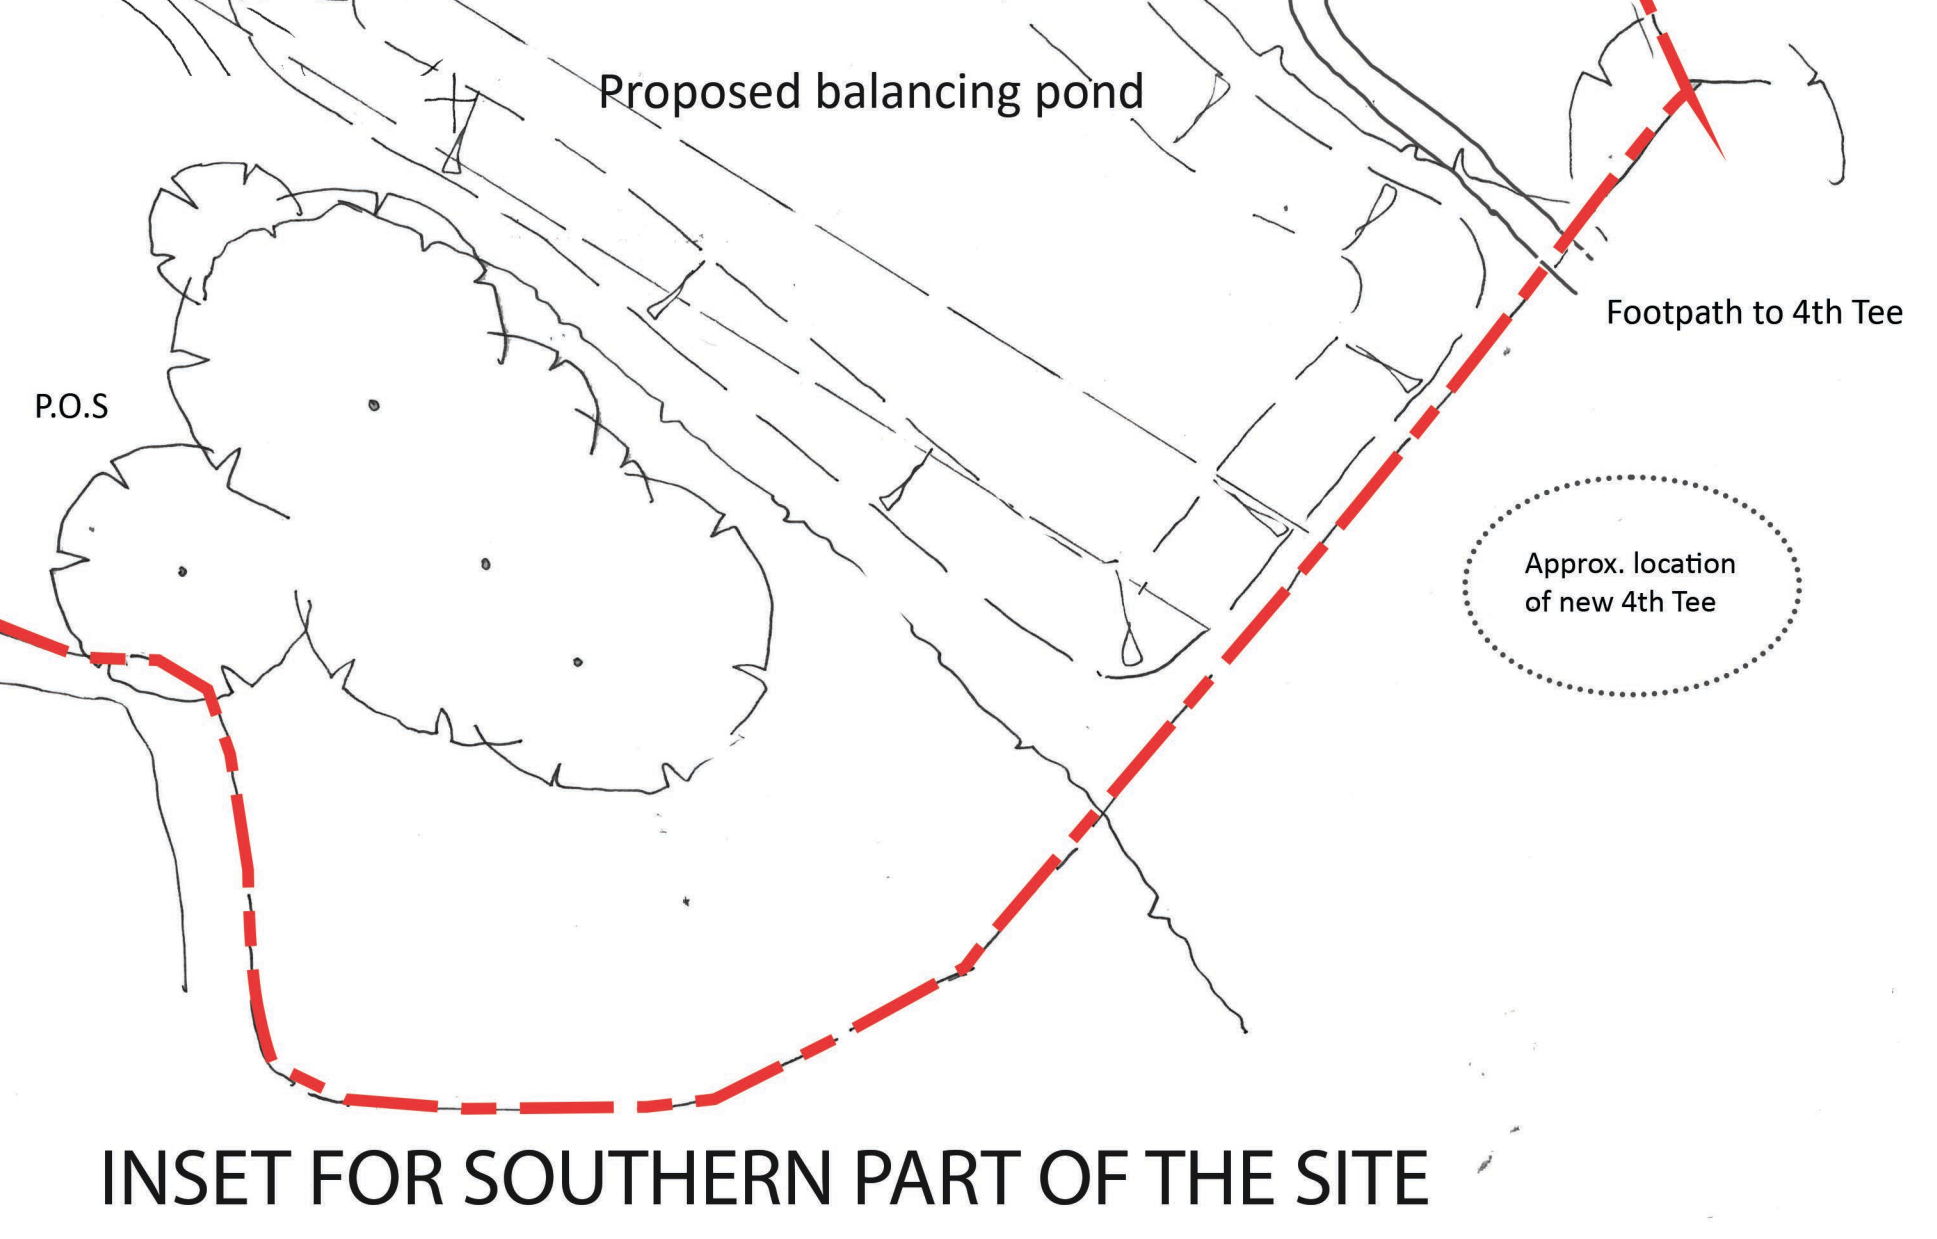 Proposed balancing pond
Footpath to 4th Tee
P.O.S
Approx. location
of new 4th Tee
INSET FOR SOUTHERN PART OF THE SITE